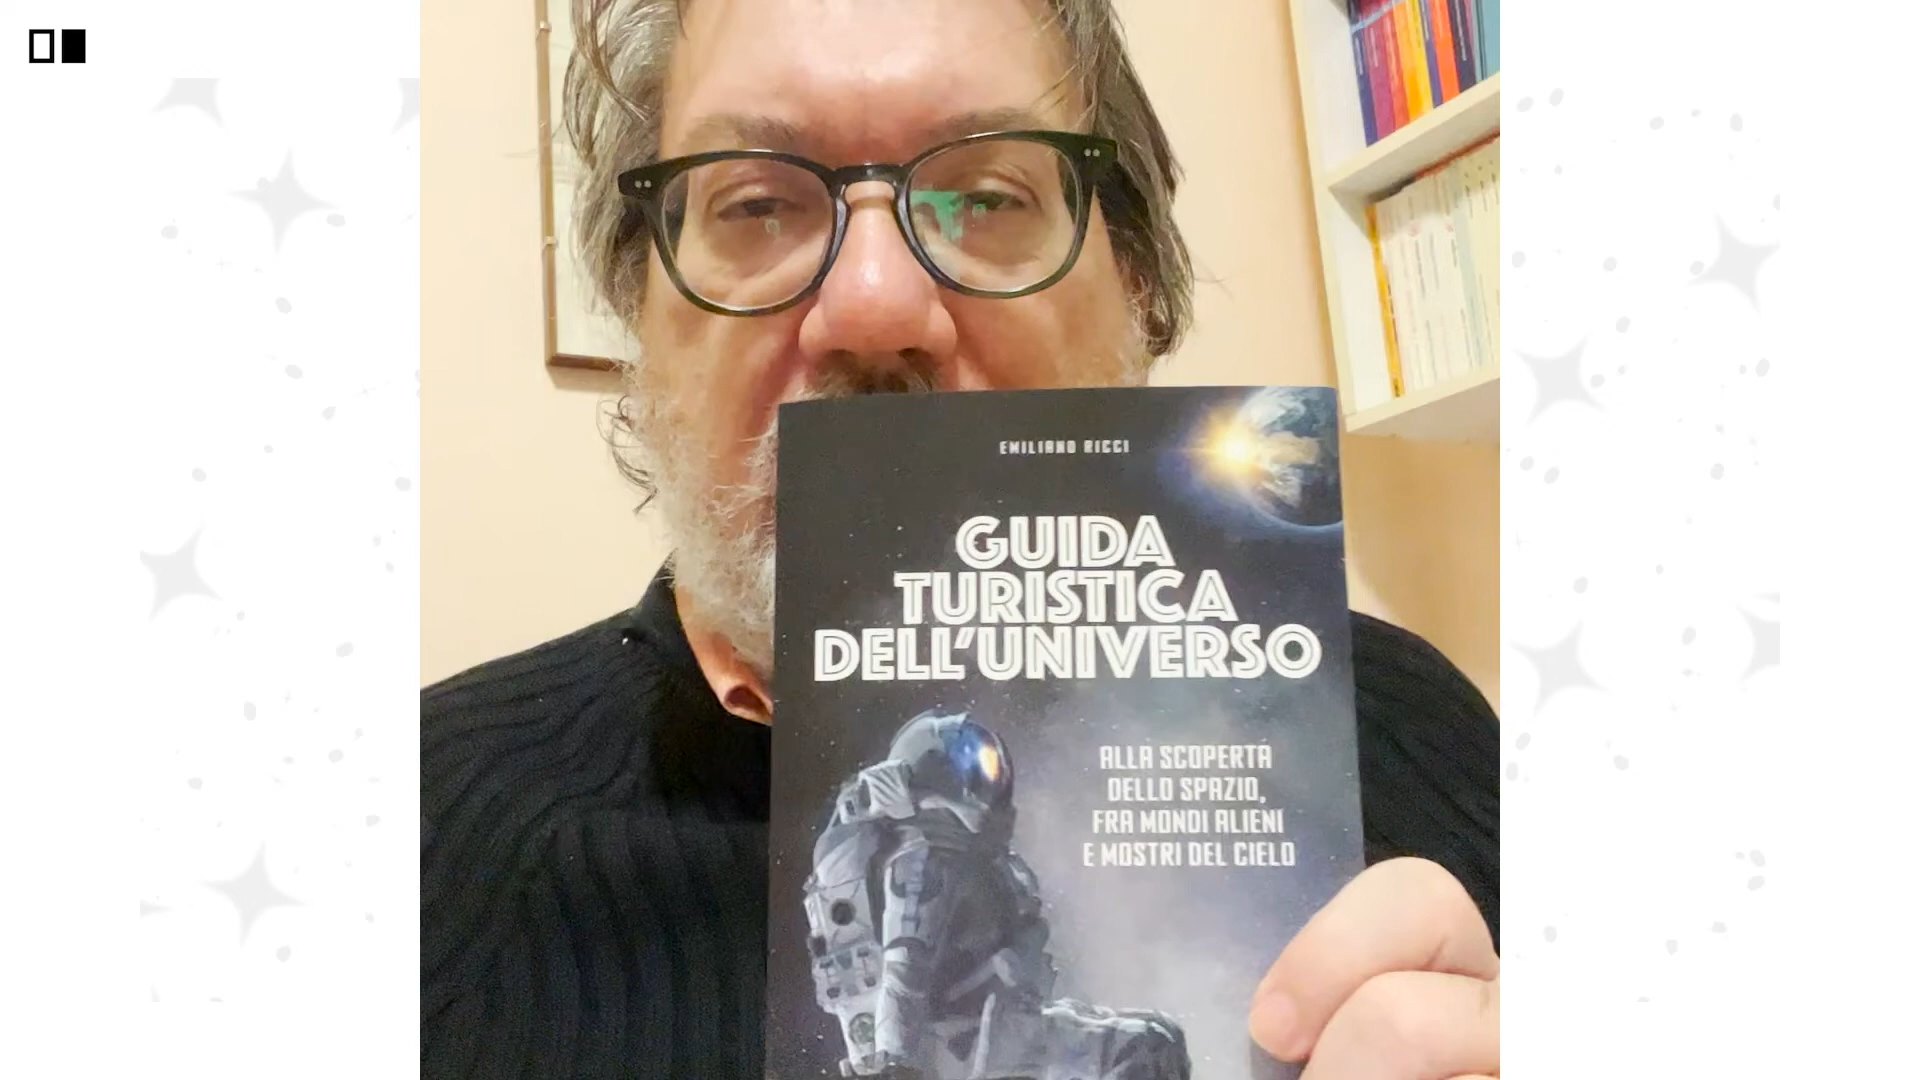 EMILIANO RICCI
GUIDA
TURISTICA
DELL'UNIVERSO
ALLA SCOPERTA
DELLO SPAZIO,
FRA MONDI ALIENI
E MOSTRI DEL CIELO